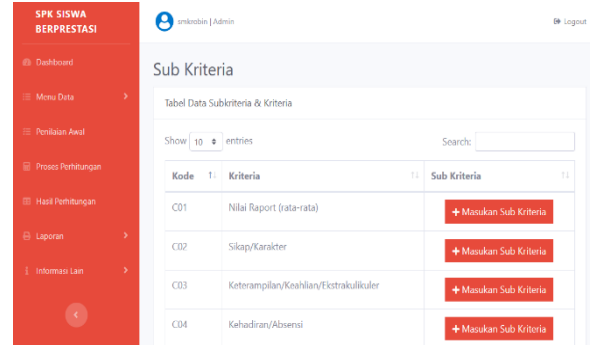 SPK SISWA
BERPRESTASI
smkrobin | Admin
Logout
Dashboard
Menu Data
Penilaian Awal
Proses Perhitungan
Hasil Perhitungan
Laporan
Informasi Lain
Sub Kriteria
Tabel Data Subkriteria & Kriteria
Show 10 entries
Search:
Kode Kriteria Sub Kriteria
C01 Nilai Raport (rata-rata) + Masukan Sub Kriteria
C02 Sikap/Karakter + Masukan Sub Kriteria
C03 Keterampilan/Keahlian/Ekstrakulikuler + Masukan Sub Kriteria
C04 Kehadiran/Absensi + Masukan Sub Kriteria